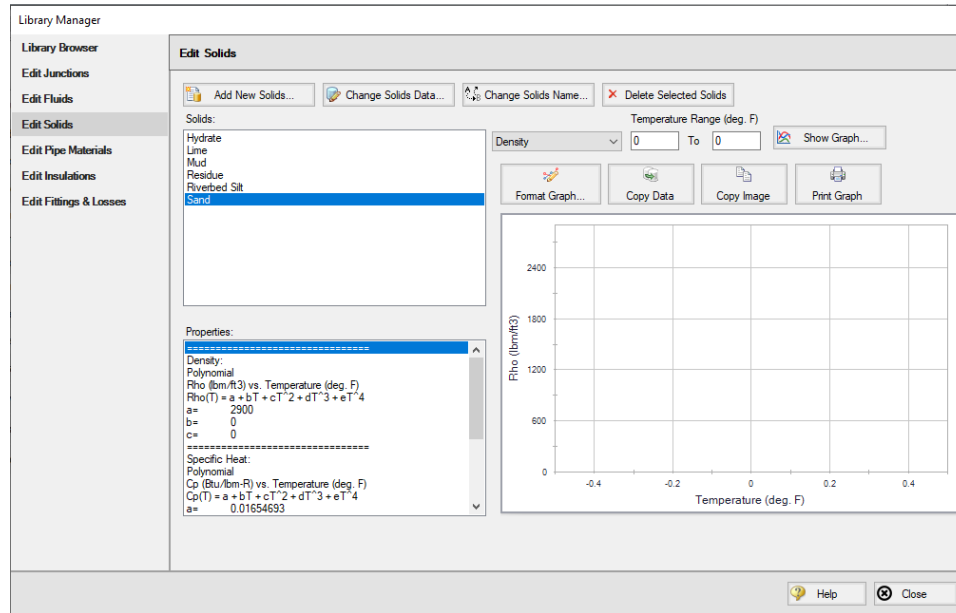 Library Manager
Library Browser
Edit Junctions
Edit Fluids
Edit Solids
Edit Pipe Materials
Edit Insulations
Edit Fittings & Losses
Edit Solids
Add New Solids...
Change Solids Data...
Change Solids Name...
Delete Selected Solids
Solids:
Hydrate
Lime
Mud
Residue
Riverbed Silt
Sand
Temperature Range (deg. F)
Density
0 To 0
Show Graph...
Format Graph...
Copy Data
Copy Image
Print Graph
Properties:
================================
Density:
Polynomial
Rho (lbm/ft3) vs. Temperature (deg. F)
Rho(T) = a + bT + cT^2 + dT^3 + eT^4
a= 2900
b= 0
c= 0
================================
Specific Heat:
Polynomial
Cp (Btu/lbm-R) vs. Temperature (deg. F)
Cp(T) = a + bT + cT^2 + dT^3 + eT^4
a= 0.01654693
Rho (lbm/ft3)
2400
1800
1200
600
0
-0.4 -0.2 0 0.2 0.4
Temperature (deg. F)
Help
Close